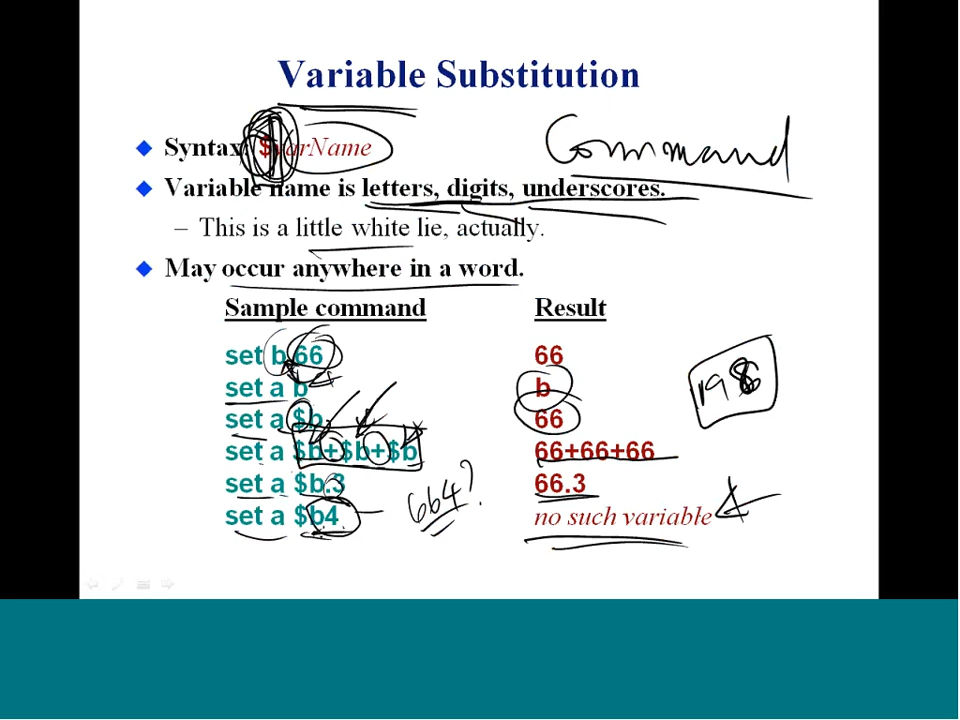 Variable Substitution
Syntax: $varName
Command
Variable name is letters, digits, underscores.
– This is a little white lie, actually.
May occur anywhere in a word.
Sample command Result
set b 66 66
set a b b
set a $b 66
198
set a $b+$b+$b 66+66+66
set a $b.3 66.3
664?
set a $b4 no such variable